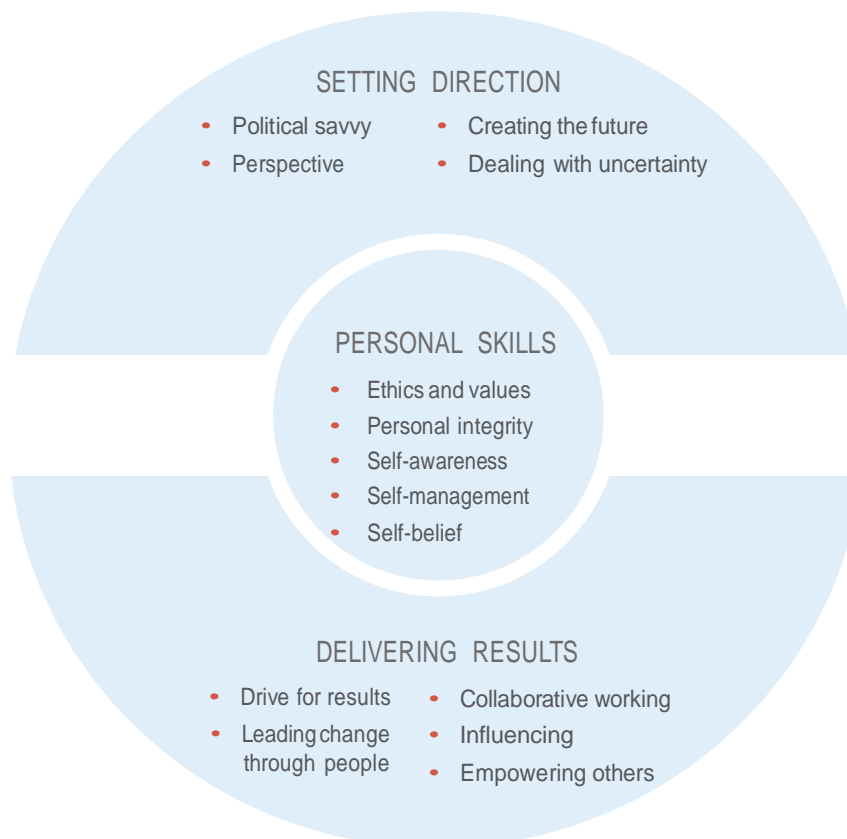 SETTING DIRECTION
• Political savvy
• Perspective
• Creating the future
• Dealing with uncertainty
PERSONAL SKILLS
• Ethics and values
• Personal integrity
• Self-awareness
• Self-management
• Self-belief
DELIVERING RESULTS
• Drive for results
• Leading change
through people
• Collaborative working
• Influencing
• Empowering others